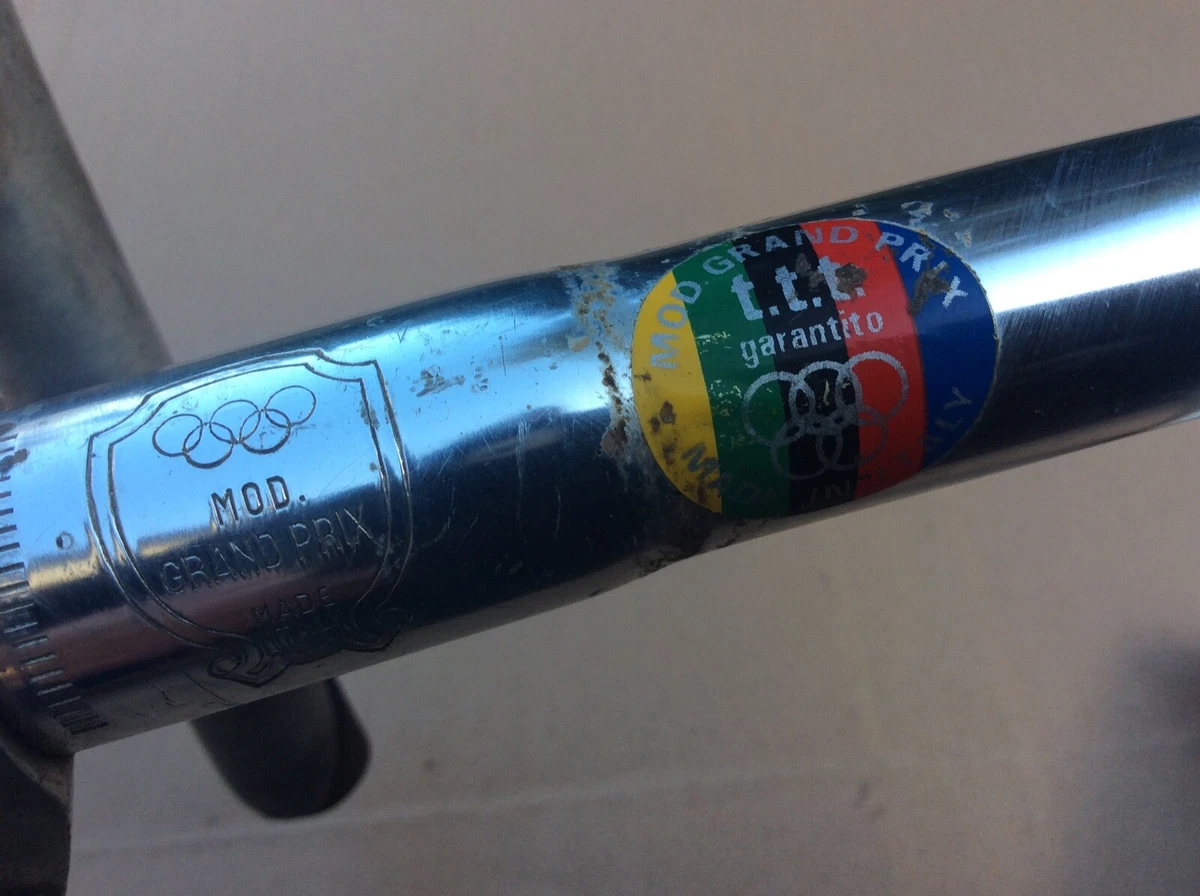 MOD.
GRAND PRIX
MADE
MOD GRAND PRIX
t.t.t.
garantito
MADE IN ITALY